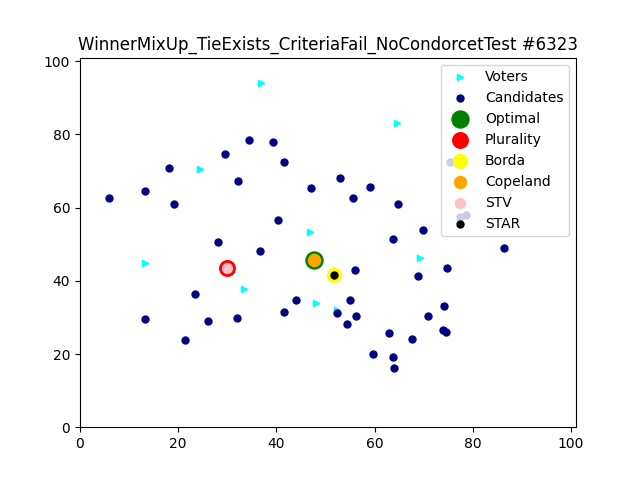 WinnerMixUp_TieExists_CriteriaFail_NoCondorcetTest #6323
100
80
60
40
20
0
0 20 40 60 80 100
Voters
Candidates
Optimal
Plurality
Borda
Copeland
STV
STAR